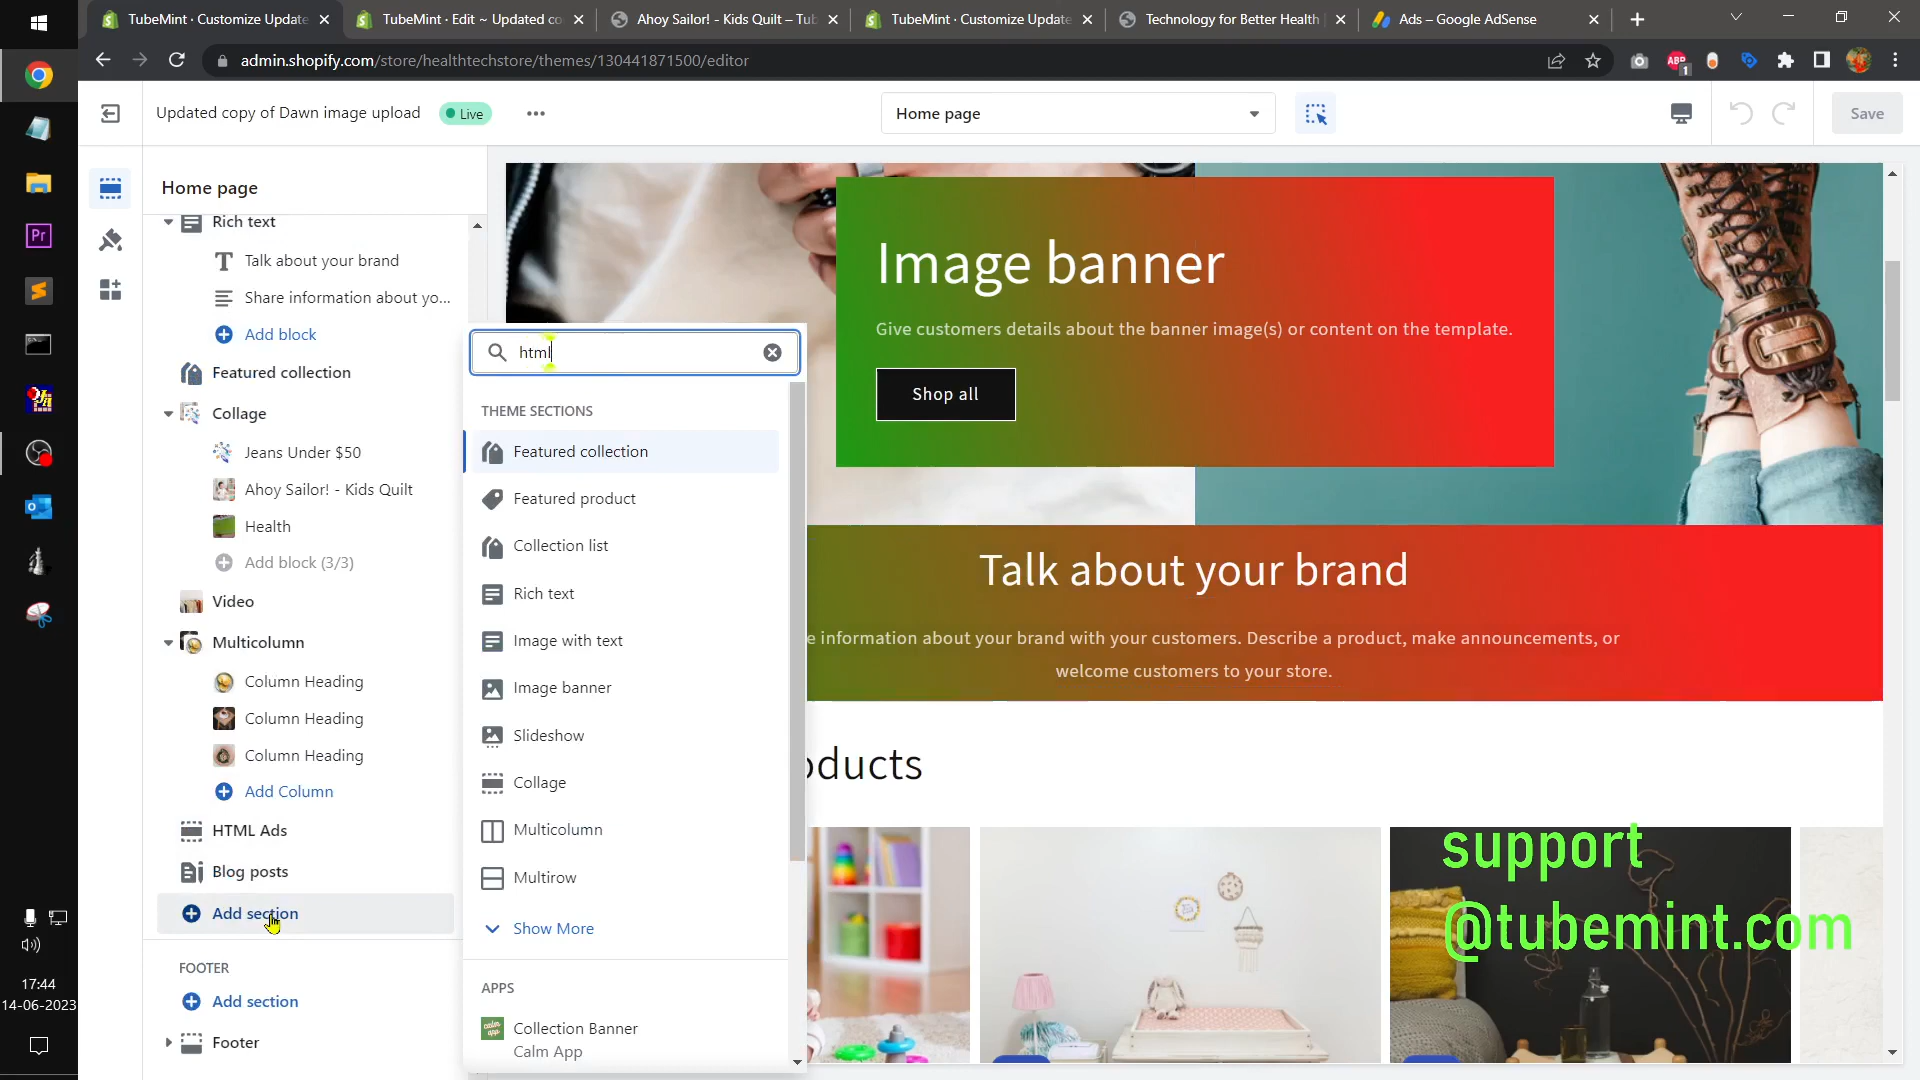 TubeMint · Customize Update
TubeMint · Edit ~ Updated co
Ahoy Sailor! - Kids Quilt – Tub
TubeMint · Customize Update
Technology for Better Health
Ads – Google AdSense
admin.shopify.com/store/healthtechstore/themes/130441871500/editor
ABP
1
Updated copy of Dawn image upload
Live
Home page
Save
Home page
Rich text
Talk about your brand
Share information about yo...
Add block
Featured collection
Collage
Jeans Under $50
Ahoy Sailor! - Kids Quilt
Health
Add block (3/3)
Video
Multicolumn
Column Heading
Column Heading
Column Heading
Add Column
HTML Ads
Blog posts
Add section
FOOTER
Add section
Footer
html
THEME SECTIONS
Featured collection
Featured product
Collection list
Rich text
Image with text
Image banner
Slideshow
Collage
Multicolumn
Multirow
Show More
APPS
calm app
Collection Banner
Calm App
Image banner
Give customers details about the banner image(s) or content on the template.
Shop all
Talk about your brand
e information about your brand with your customers. Describe a product, make announcements, or
welcome customers to your store.
oducts
support
@tubemint.com
Pr
17:44
14-06-2023